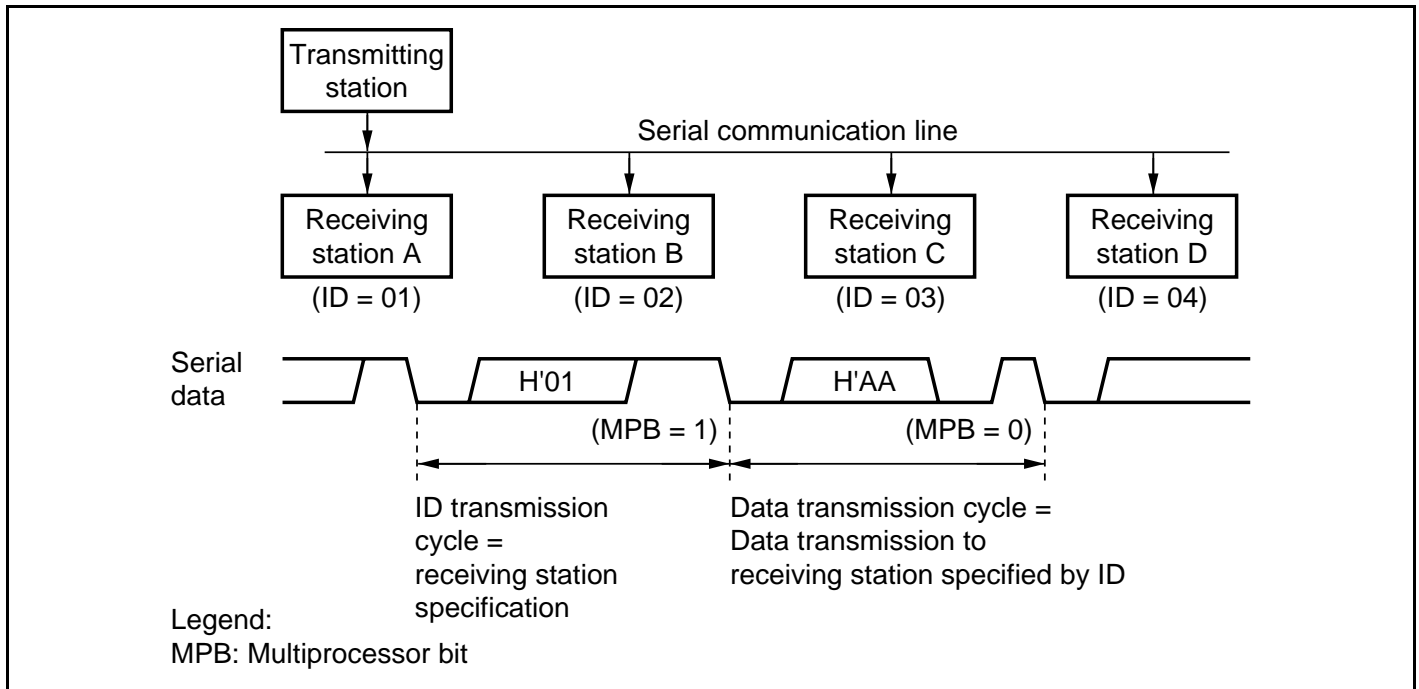 Transmitting
station
Serial communication line
Receiving
station A
(ID = 01)
Receiving
station B
(ID = 02)
Receiving
station C
(ID = 03)
Receiving
station D
(ID = 04)
Serial
data
H'01
H'AA
(MPB = 1)
(MPB = 0)
ID transmission
cycle =
receiving station
specification
Data transmission cycle =
Data transmission to
receiving station specified by ID
Legend:
MPB: Multiprocessor bit